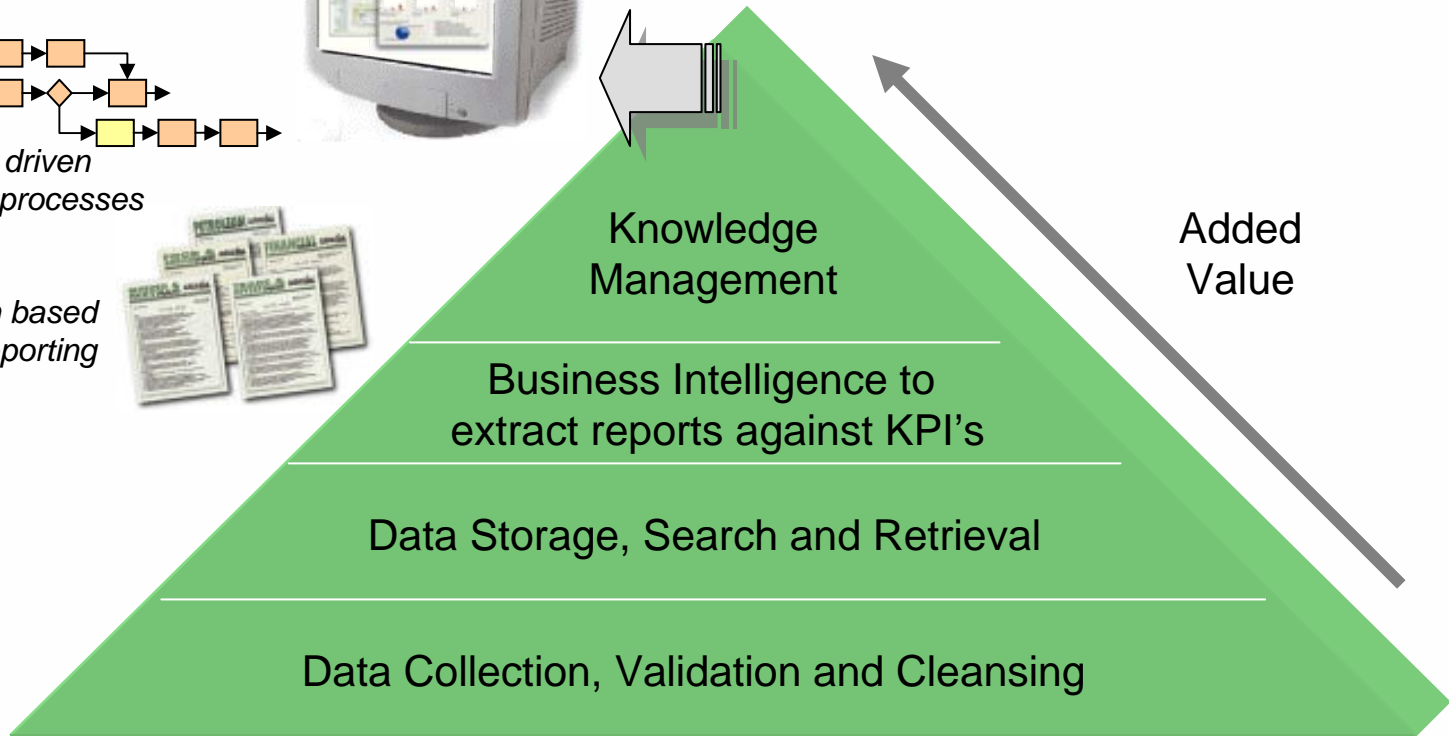 driven
processes
based
Knowledge
Management
Added
Value
Business Intelligence to
extract reports against KPI's
Data Storage, Search and Retrieval
Data Collection, Validation and Cleansing